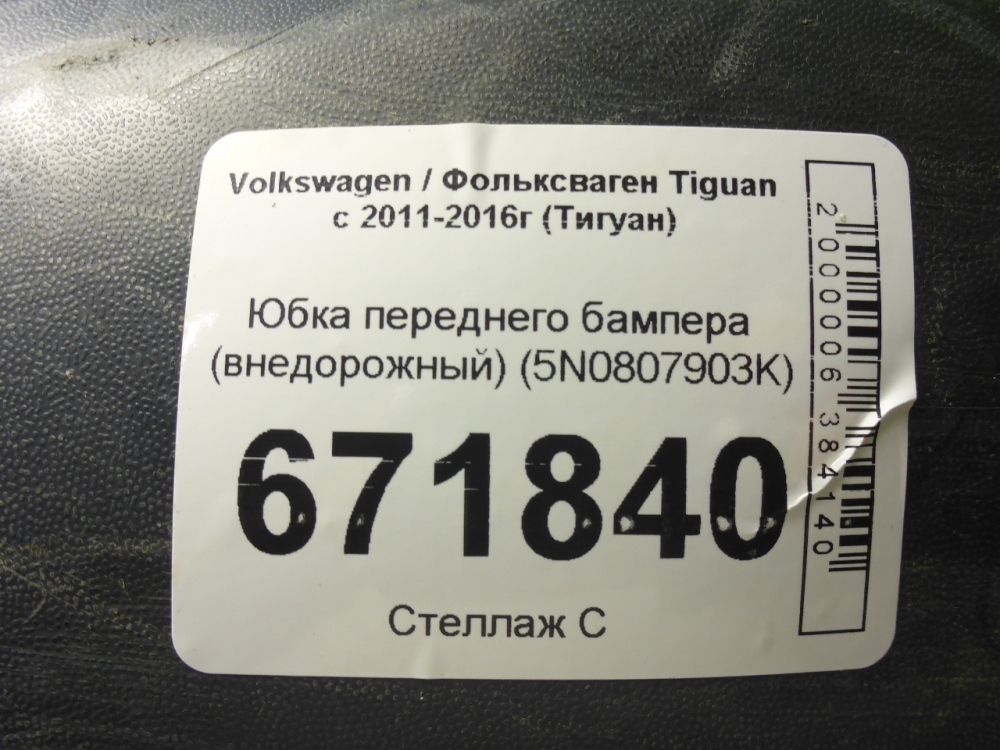 Volkswagen / Фольксваген Tiguan
с 2011-2016г (Тигуан)
Юбка переднего бампера
(внедорожный) (5N0807903K)
671840
Стеллаж С
2000006384140